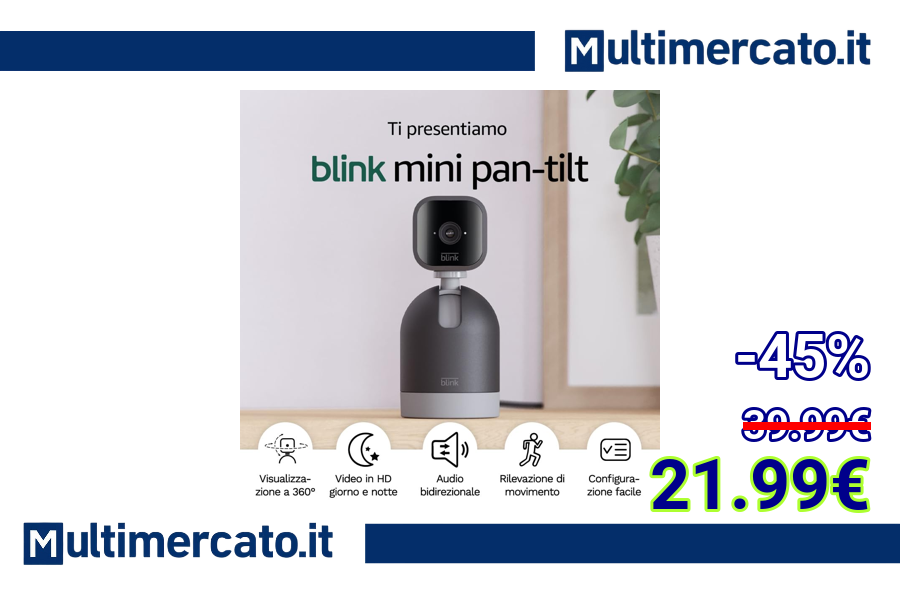 Multimercato.it
Ti presentiamo
blink mini pan-tilt
blink
blink
-45%
39.99€
21.99€
Visualizza-
zione a 360°
Video in HD
giorno e notte
Audio
bidirezionale
Rilevazione di
movimento
Configura-
zione facile
Multimercato.it